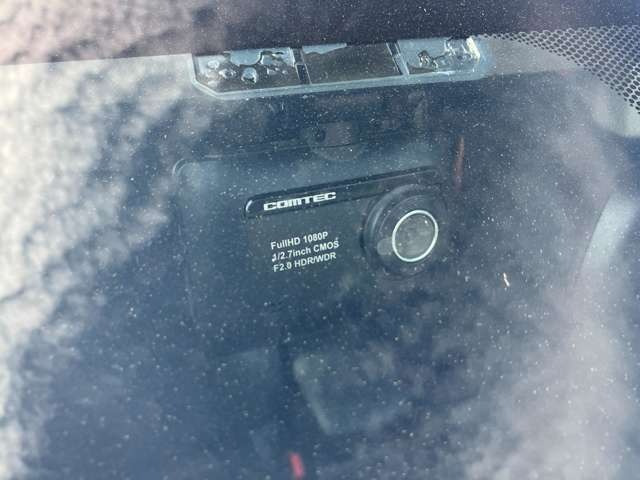 COMTEC
FullHD 1080P
1/2.7inch CMOS
F2.0 HDR/WDR